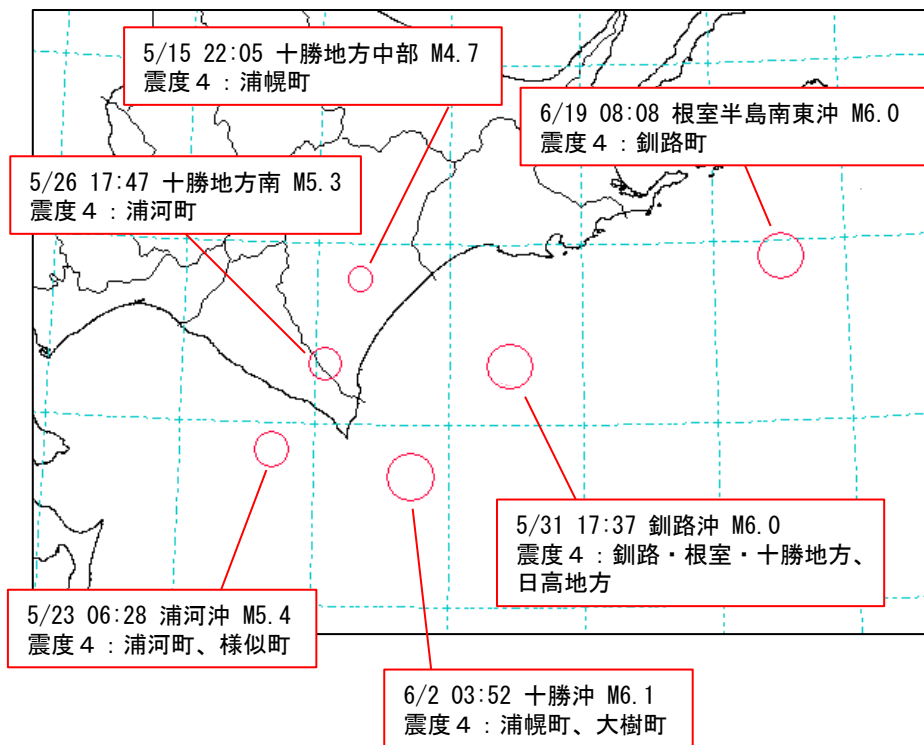 5/15 22:05 十勝地方中部 M4.7
震度４：浦幌町
6/19 08:08 根室半島南東沖 M6.0
震度４：釧路町
5/26 17:47 十勝地方南 M5.3
震度４：浦河町
5/31 17:37 釧路沖 M6.0
震度４：釧路・根室・十勝地方、
日高地方
5/23 06:28 浦河沖 M5.4
震度４：浦河町、様似町
6/2 03:52 十勝沖 M6.1
震度４：浦幌町、大樹町